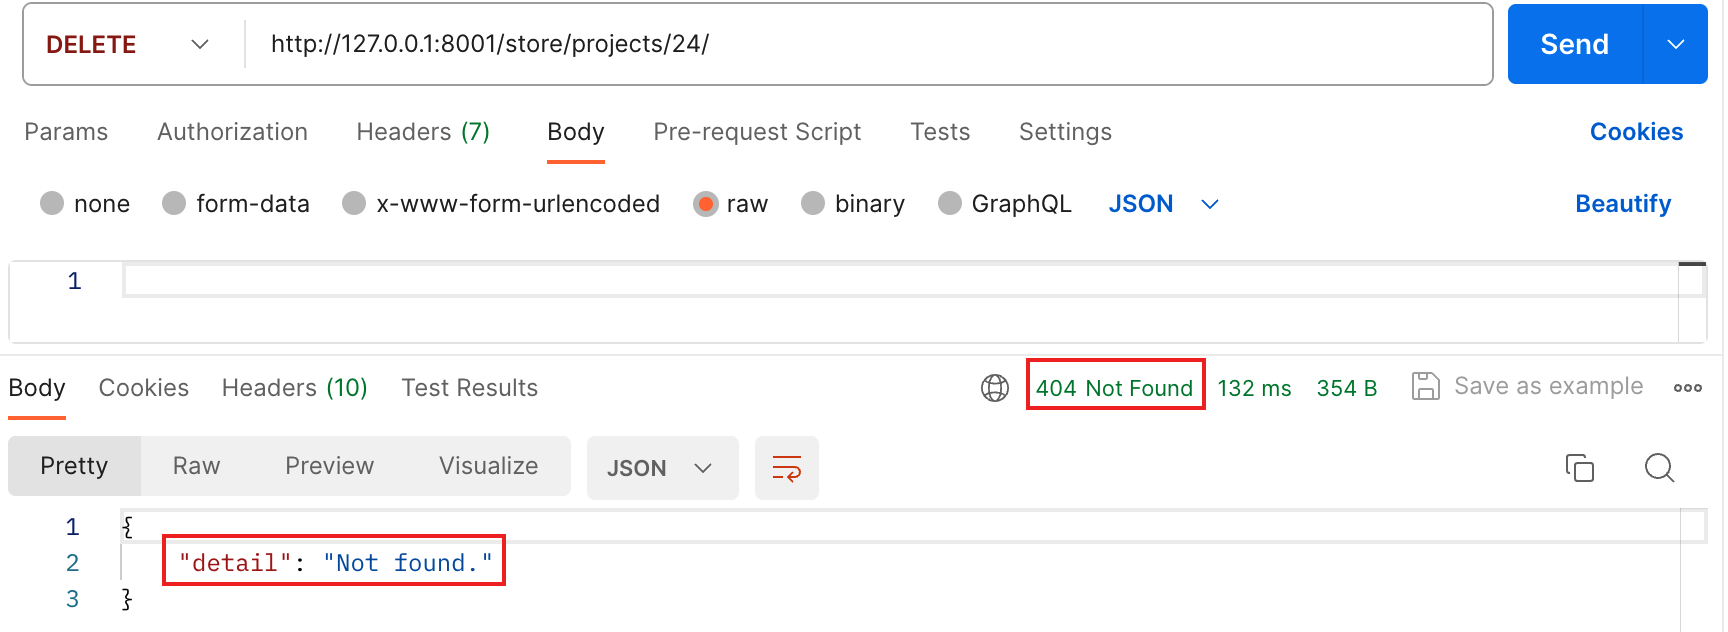 DELETE http://127.0.0.1:8001/store/projects/24/ Send
Params Authorization Headers (7) Body Pre-request Script Tests Settings Cookies
none form-data x-www-form-urlencoded raw binary GraphQL JSON Beautify
1
Body Cookies Headers (10) Test Results 404 Not Found 132 ms 354 B Save as example
Pretty Raw Preview Visualize JSON
1 {
2 "detail": "Not found."
3 }